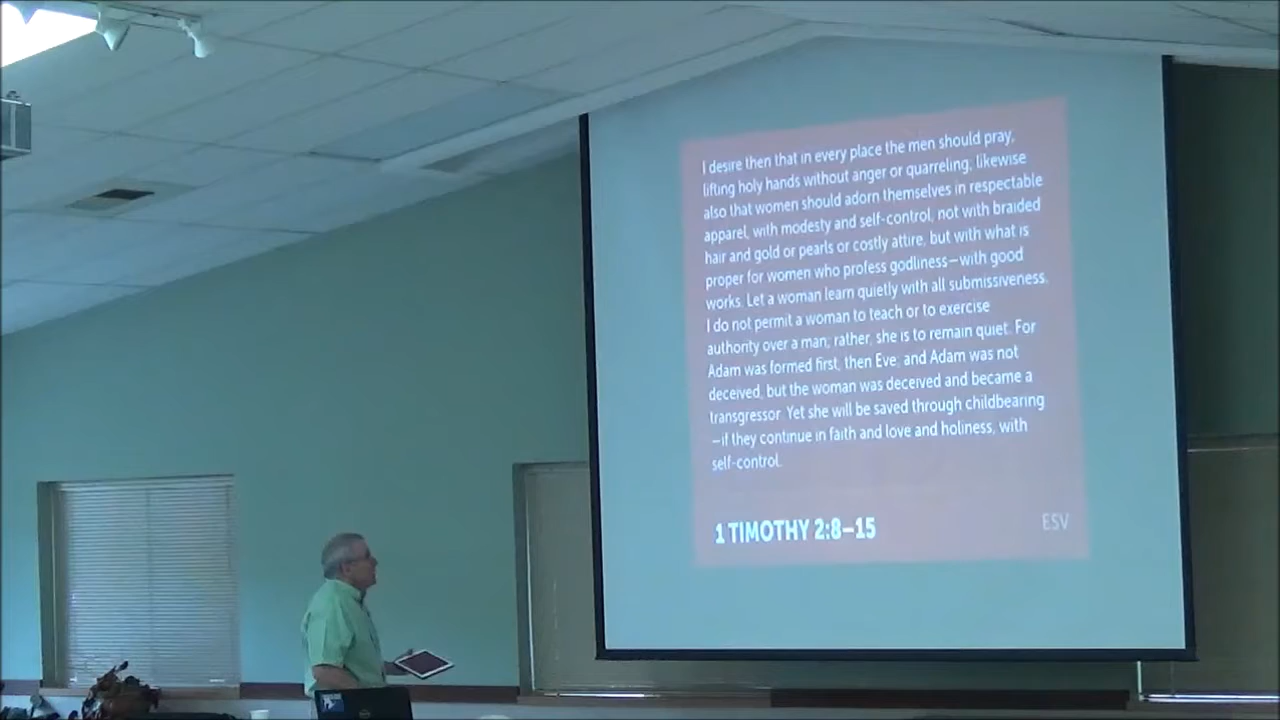 I desire then that in every place the men should pray,
lifting holy hands without anger or quarreling; likewise
also that women should adorn themselves in respectable
apparel, with modesty and self-control, not with braided
hair and gold or pearls or costly attire, but with what is
proper for women who profess godliness—with good
works. Let a woman learn quietly with all submissiveness.
I do not permit a woman to teach or to exercise
authority over a man; rather, she is to remain quiet. For
Adam was formed first, then Eve; and Adam was not
deceived, but the woman was deceived and became a
transgressor. Yet she will be saved through childbearing
—if they continue in faith and love and holiness, with
self-control.
1 TIMOTHY 2:8–15
ESV